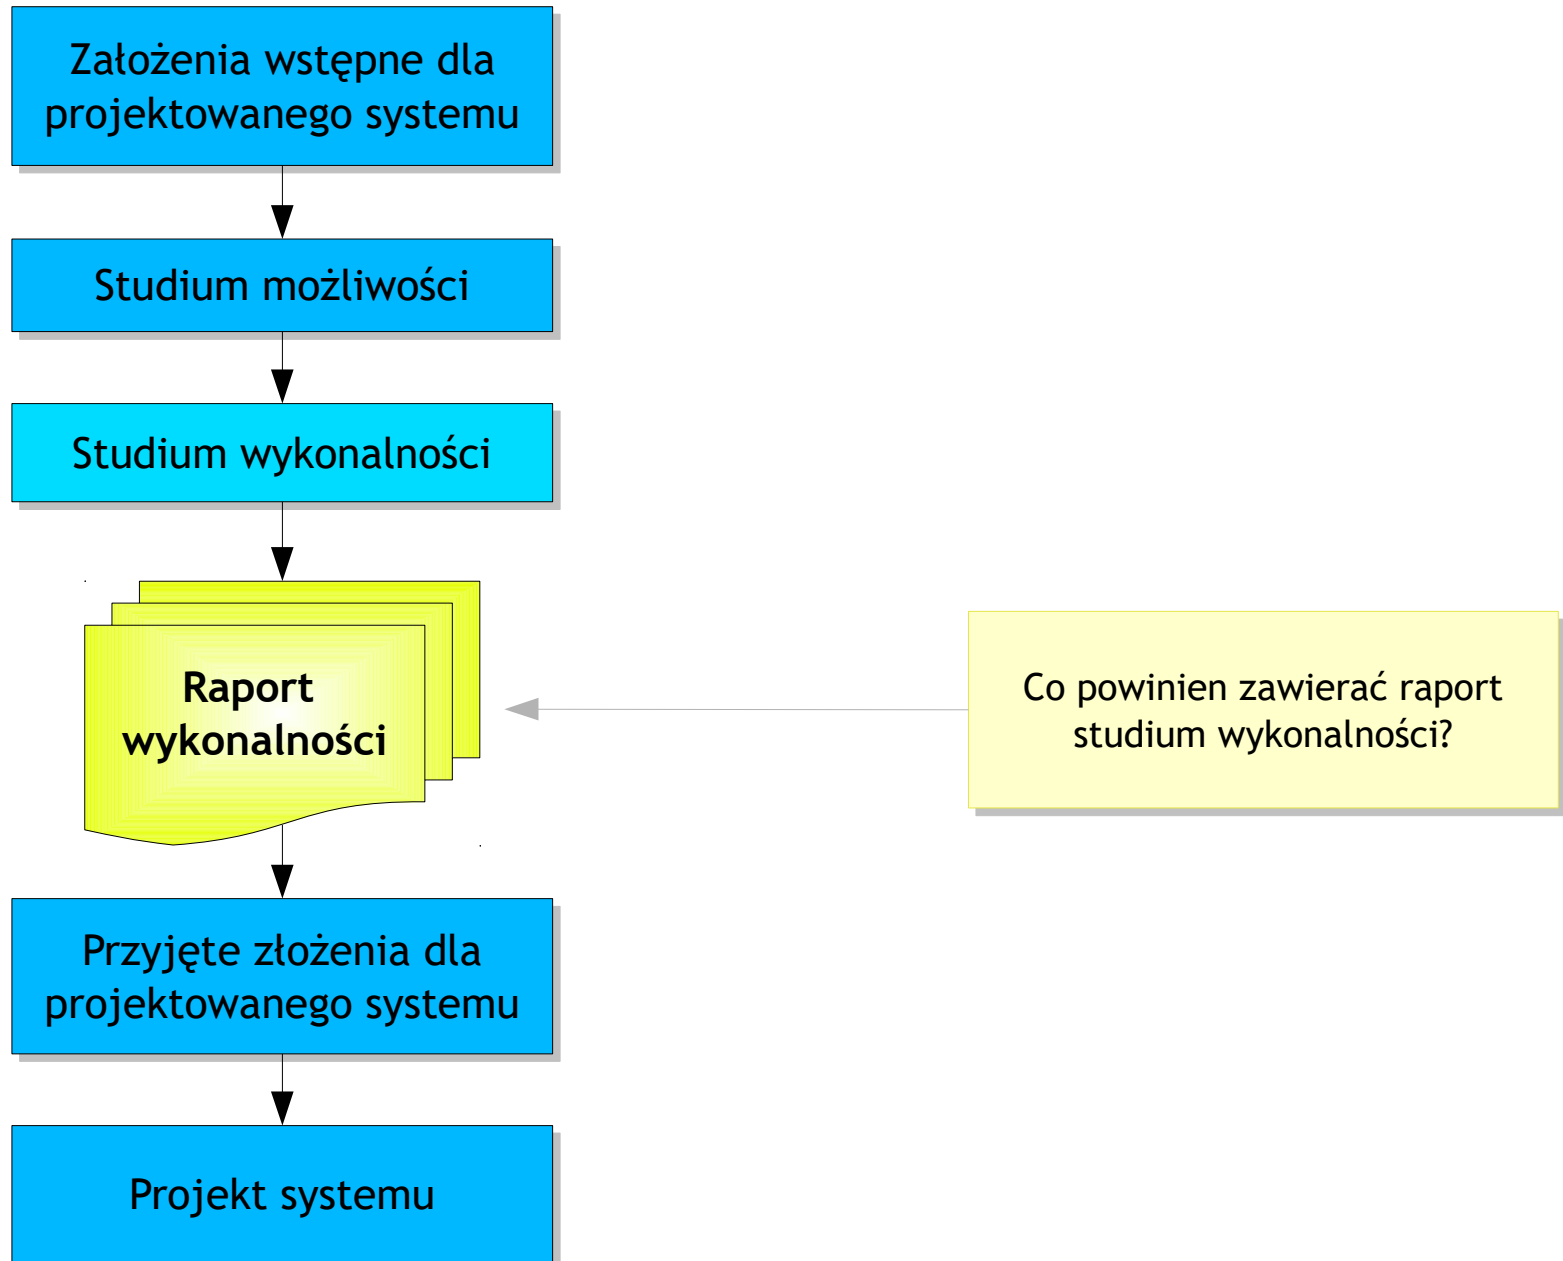 Założenia wstępne dla
projektowanego systemu
Studium możliwości
Studium wykonalności
Raport
wykonalności
Co powinien zawierać raport
studium wykonalności?
Przyjęte złożenia dla
projektowanego systemu
Projekt systemu